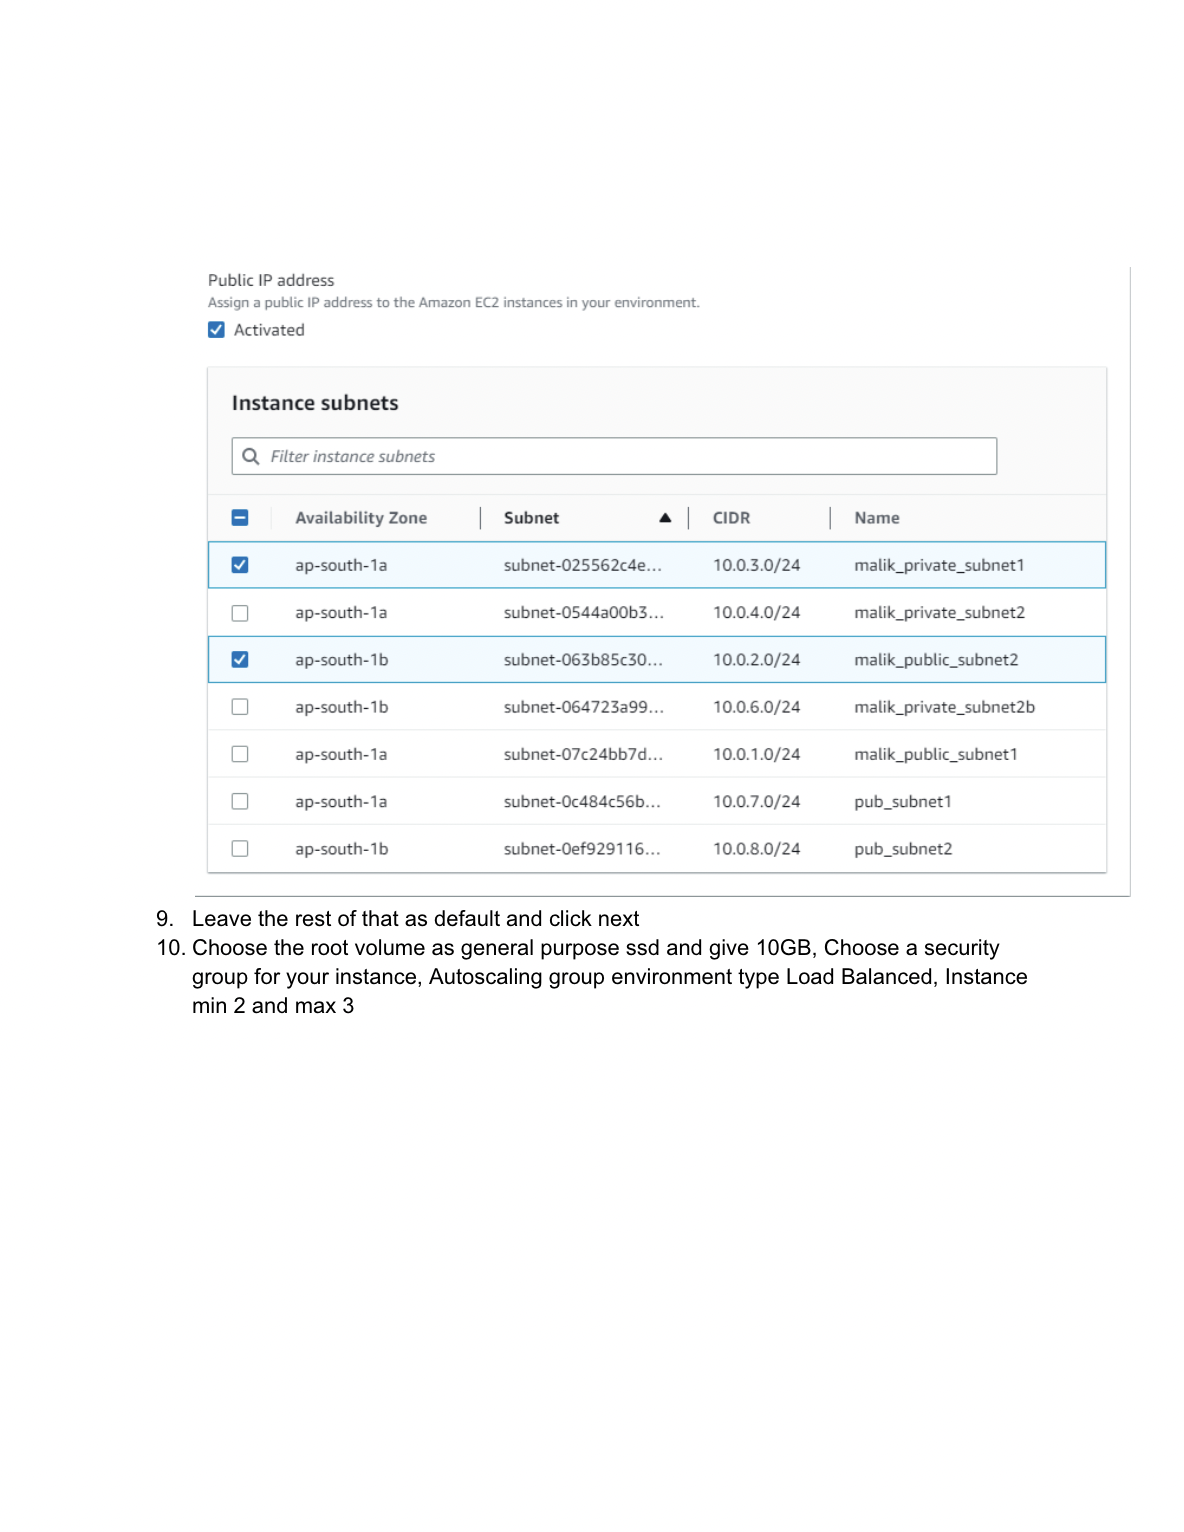 Public IP address
Assign a public IP address to the Amazon EC2 instances in your environment.
Activated
Instance subnets
Filter instance subnets
Availability Zone Subnet CIDR Name
ap-south-1a subnet-025562c4e... 10.0.3.0/24 malik_private_subnet1
ap-south-1a subnet-0544a00b3... 10.0.4.0/24 malik_private_subnet2
ap-south-1b subnet-063b85c30... 10.0.2.0/24 malik_public_subnet2
ap-south-1b subnet-064723a99... 10.0.6.0/24 malik_private_subnet2b
ap-south-1a subnet-07c24bb7d... 10.0.1.0/24 malik_public_subnet1
ap-south-1a subnet-0c484c56b... 10.0.7.0/24 pub_subnet1
ap-south-1b subnet-0ef929116... 10.0.8.0/24 pub_subnet2
9. Leave the rest of that as default and click next
10. Choose the root volume as general purpose ssd and give 10GB, Choose a security
group for your instance, Autoscaling group environment type Load Balanced, Instance
min 2 and max 3